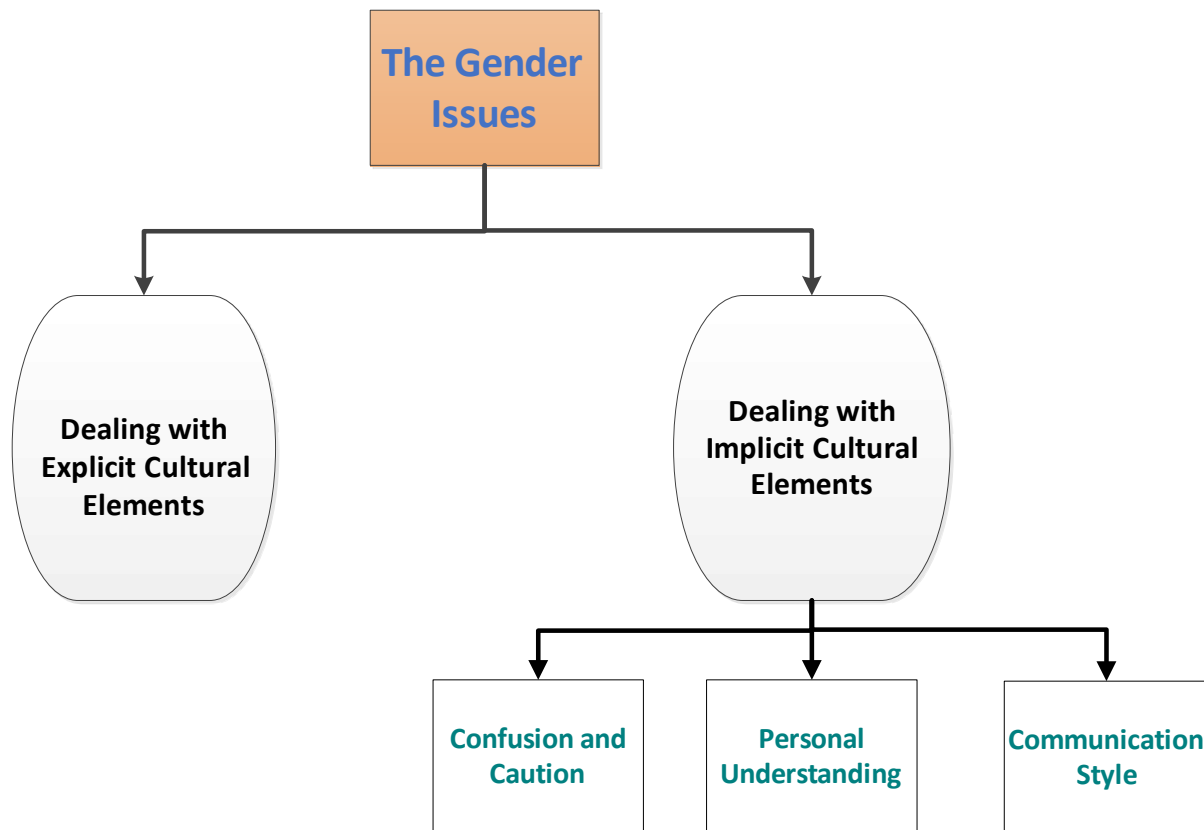 The Gender
Issues
Dealing with
Explicit Cultural
Elements
Dealing with
Implicit Cultural
Elements
Confusion and
Caution
Personal
Understanding
Communication
Style